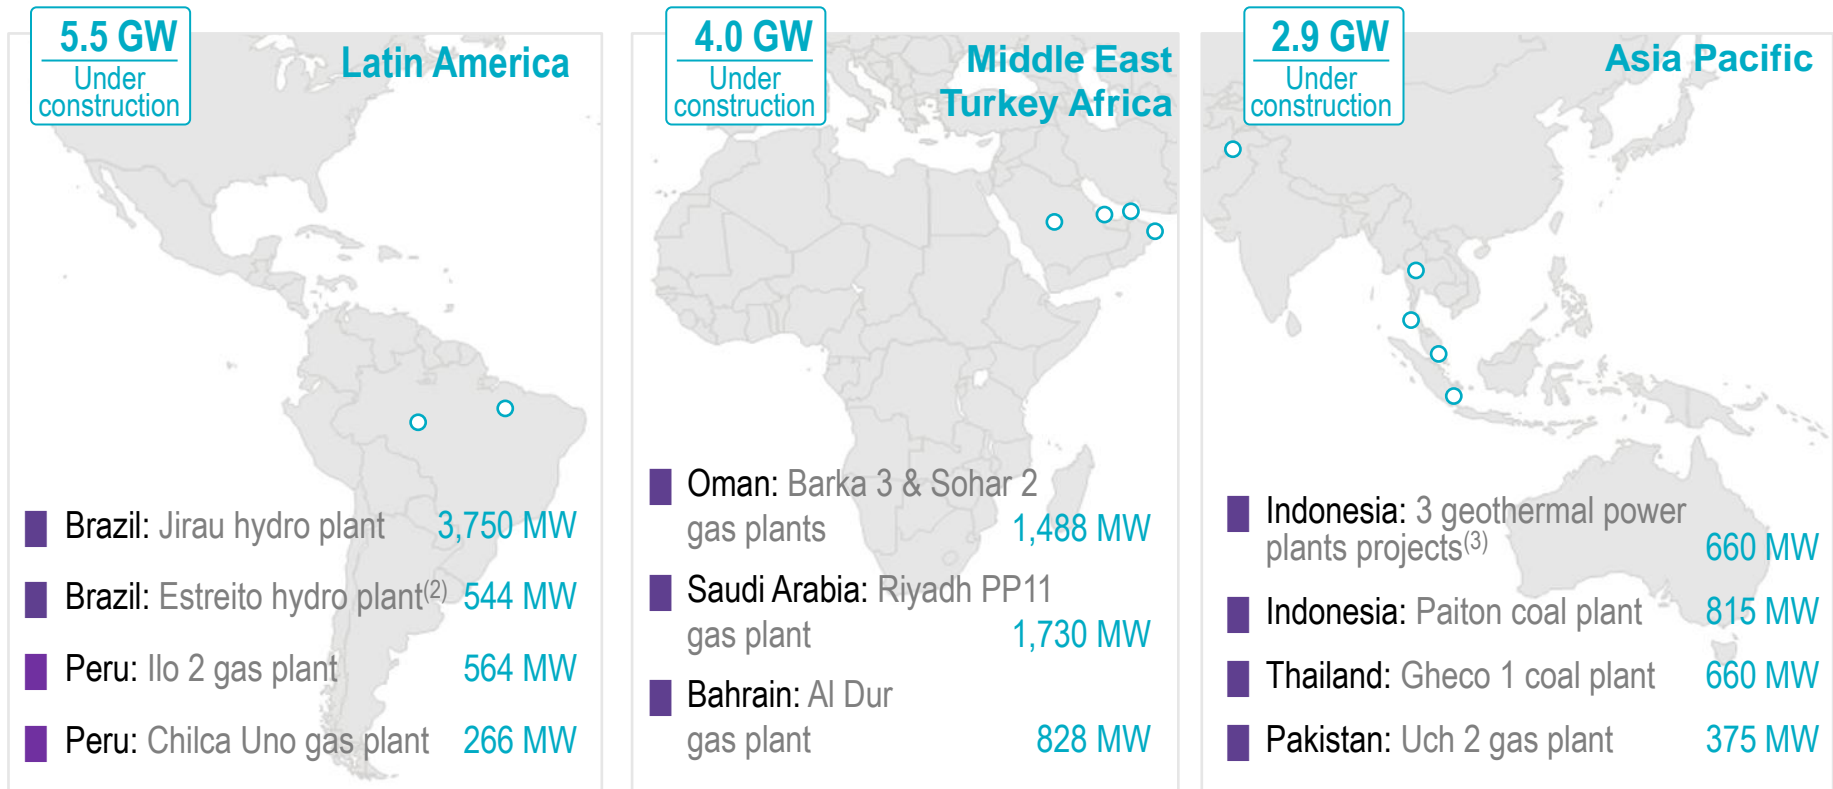 5.5 GW
Under
construction
Latin America
Brazil: Jirau hydro plant 3,750 MW
Brazil: Estreito hydro plant(2) 544 MW
Peru: Ilo 2 gas plant 564 MW
Peru: Chilca Uno gas plant 266 MW
4.0 GW
Under
construction
Middle East
Turkey Africa
Oman: Barka 3 & Sohar 2
gas plants 1,488 MW
Saudi Arabia: Riyadh PP11
gas plant 1,730 MW
Bahrain: Al Dur
gas plant 828 MW
2.9 GW
Under
construction
Asia Pacific
Indonesia: 3 geothermal power
plants projects(3) 660 MW
Indonesia: Paiton coal plant 815 MW
Thailand: Gheco 1 coal plant 660 MW
Pakistan: Uch 2 gas plant 375 MW